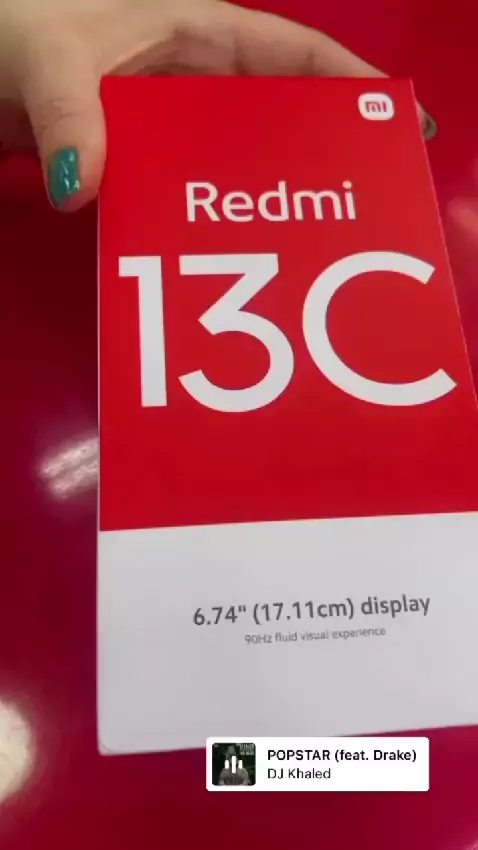 mi
Redmi
13C
6.74" (17.11cm) display
90Hz fluid visual experience
POPSTAR (feat. Drake)
DJ Khaled